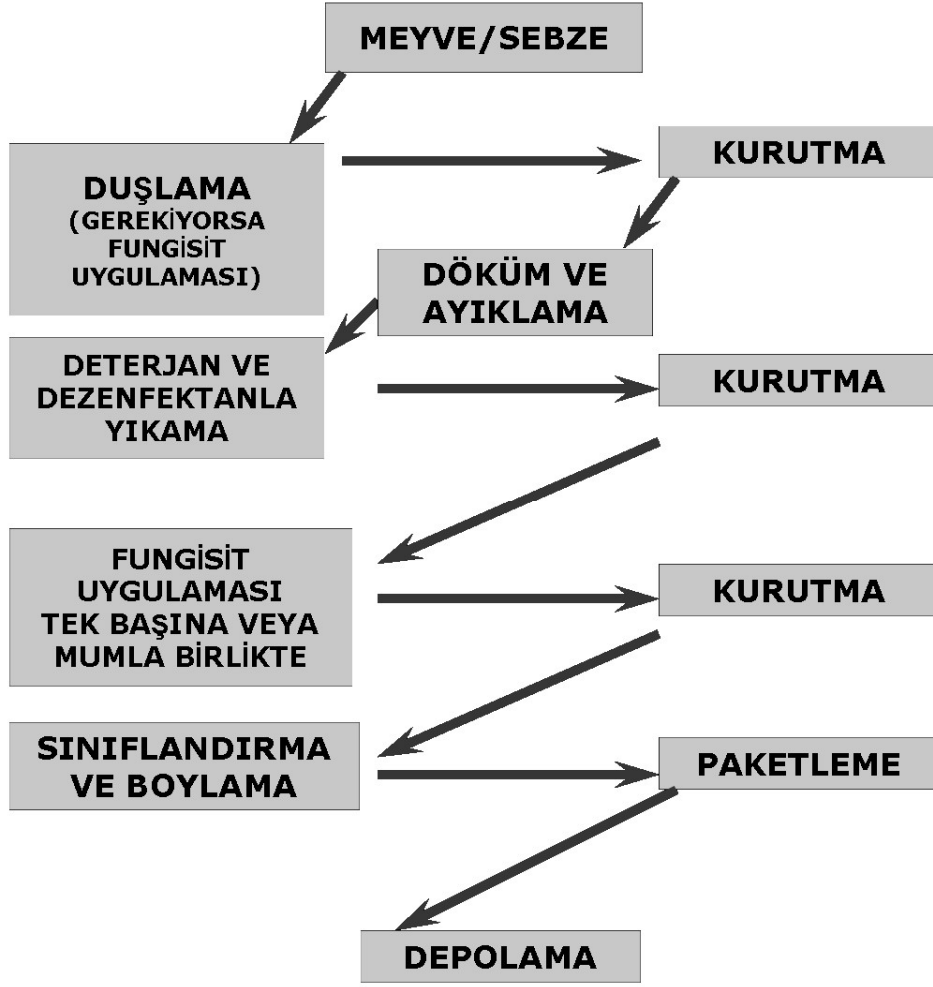 MEYVE/SEBZE
DUŞLAMA
(GEREKİYORSA
FUNGİSİT
UYGULAMASI)
KURUTMA
DÖKÜM VE
AYIKLAMA
DETERJAN VE
DEZENFEKTANLA
YIKAMA
KURUTMA
FUNGİSİT
UYGULAMASI
TEK BAŞINA VEYA
MUMLA BİRLİKTE
KURUTMA
SINIFLANDIRMA
VE BOYLAMA
PAKETLEME
DEPOLAMA